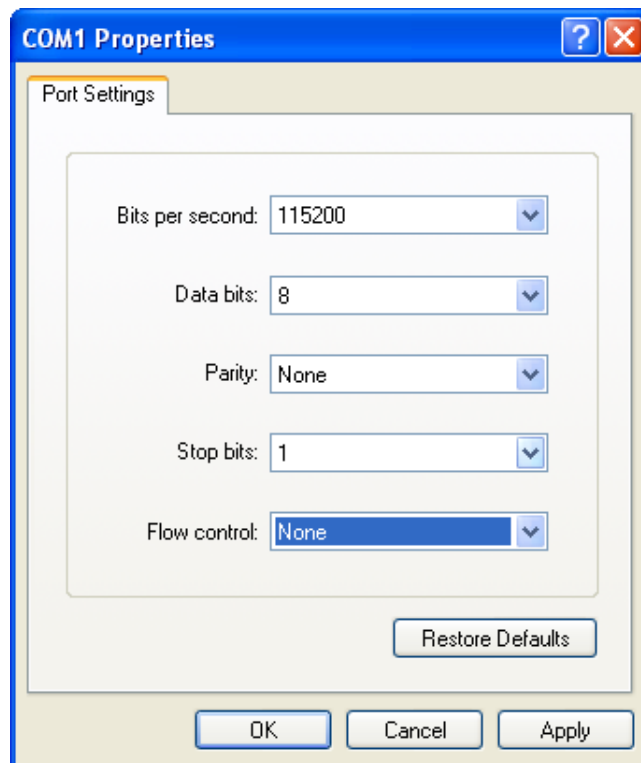 COM1 Properties
Port Settings
Bits per second: 115200
Data bits: 8
Parity: None
Stop bits: 1
Flow control: None
Restore Defaults
OK Cancel Apply